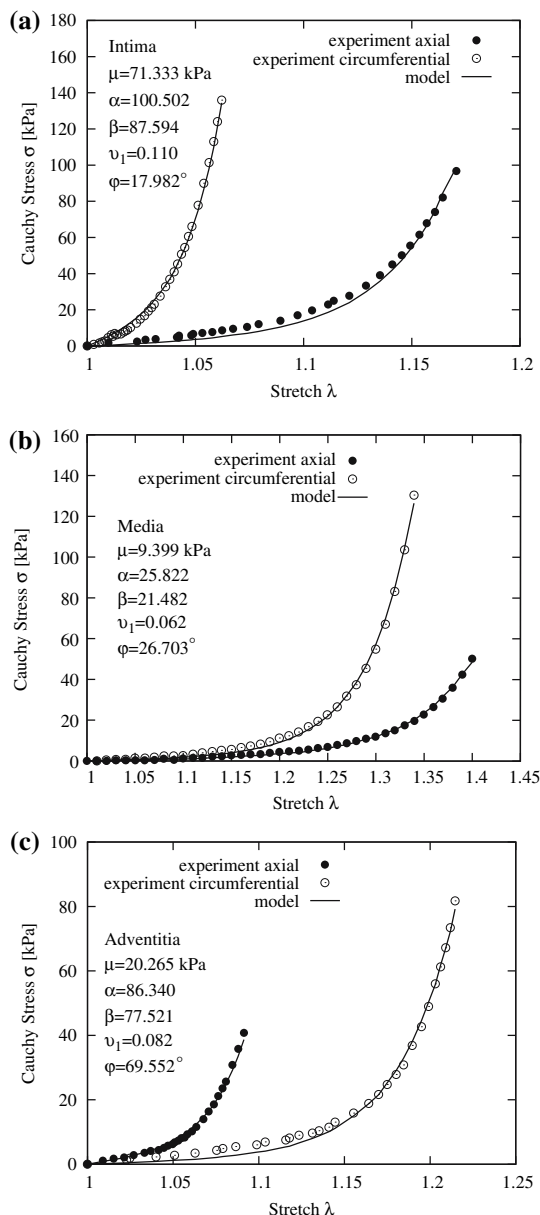 (a)
180
160
140
120
100
80
60
40
20
0
Cauchy Stress σ [kPa]
Intima
μ=71.333 kPa
α=100.502
β=87.594
υ1=0.110
φ=17.982°
experiment axial
experiment circumferential
model
1 1.05 1.1 1.15 1.2
Stretch λ
(b)
160
140
120
100
80
60
40
20
0
Cauchy Stress σ [kPa]
experiment axial
experiment circumferential
model
Media
μ=9.399 kPa
α=25.822
β=21.482
υ1=0.062
φ=26.703°
1 1.05 1.1 1.15 1.2 1.25 1.3 1.35 1.4 1.45
Stretch λ
(c)
100
80
60
40
20
0
Cauchy Stress σ [kPa]
experiment axial
experiment circumferential
model
Adventitia
μ=20.265 kPa
α=86.340
β=77.521
υ1=0.082
φ=69.552°
1 1.05 1.1 1.15 1.2 1.25
Stretch λ